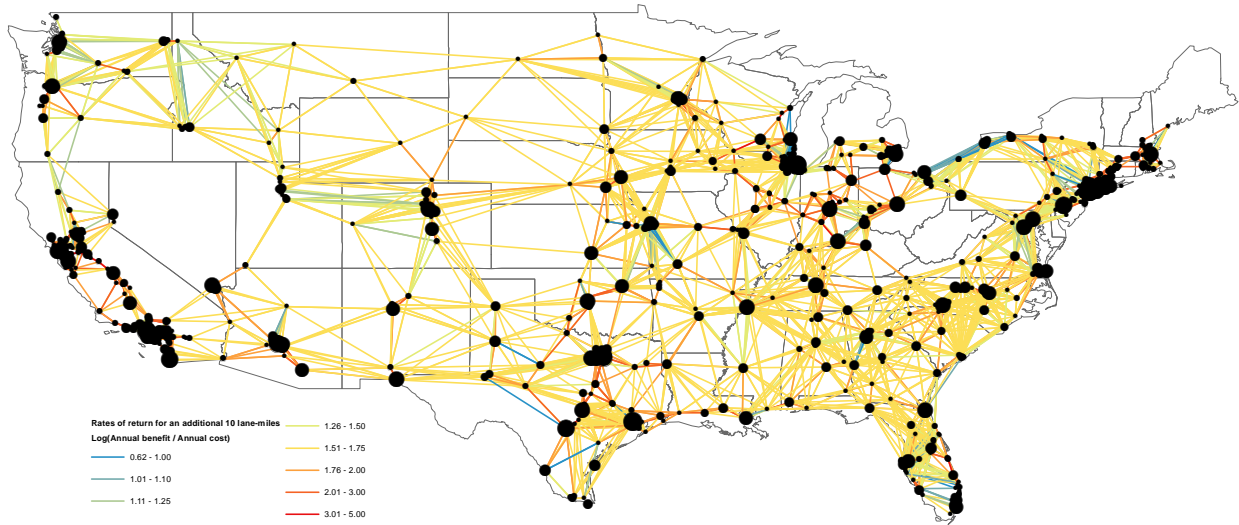 Rates of return for an additional 10 lane-miles
Log(Annual benefit / Annual cost)
0.62 - 1.00
1.01 - 1.10
1.11 - 1.25
1.26 - 1.50
1.51 - 1.75
1.76 - 2.00
2.01 - 3.00
3.01 - 5.00